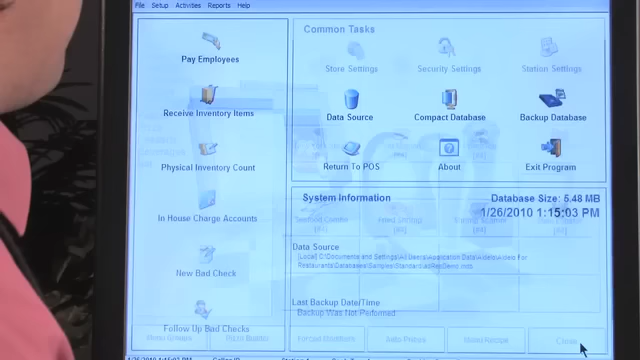 File Setup Activities Reports Help
Pay Employees
Receive Inventory Items
Physical Inventory Count
In House Charge Accounts
New Bad Check
Follow Up Bad Checks
Common Tasks
Store Settings
Security Settings
Station Settings
Data Source
Compact Database
Backup Database
Return To POS
About
Exit Program
System Information
Database Size: 5.48 MB
1/26/2010 1:15:03 PM
Data Source
Last Backup Date/Time
Backup Was Not Performed
Forced Modifiers
Auto Prices
Close